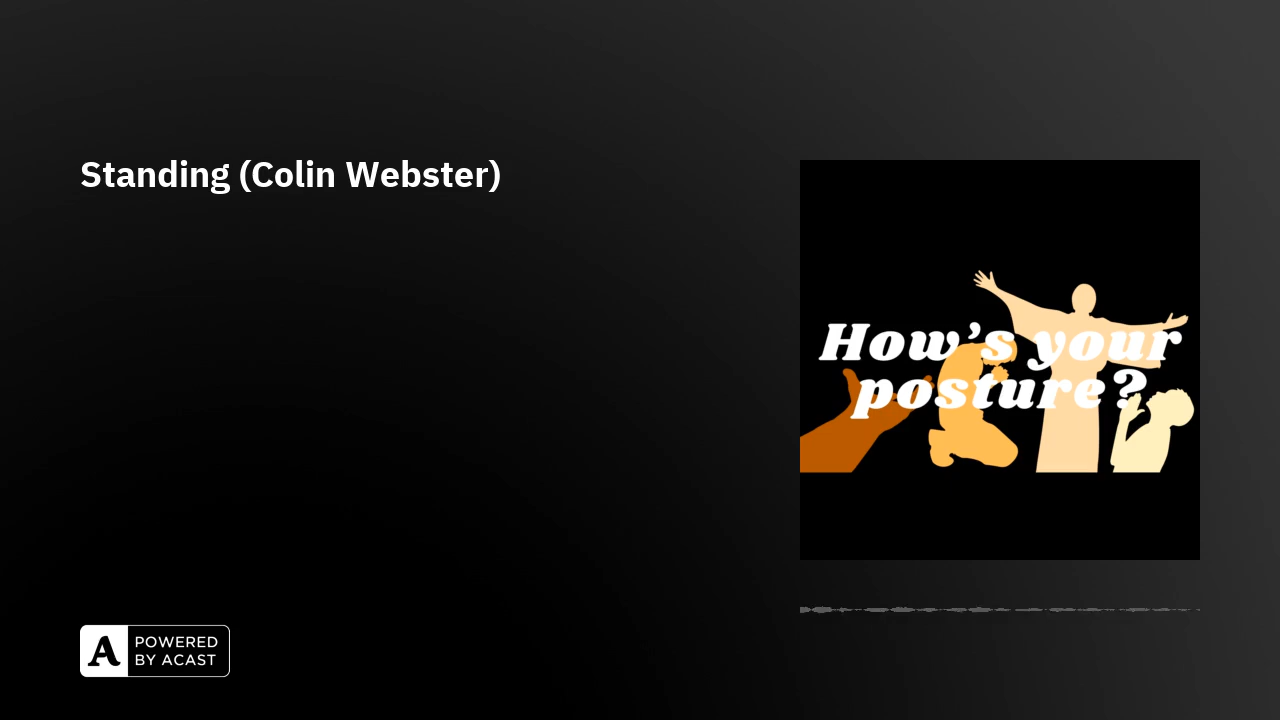 Standing (Colin Webster)
How's your
posture?
A POWERED
BY ACAST